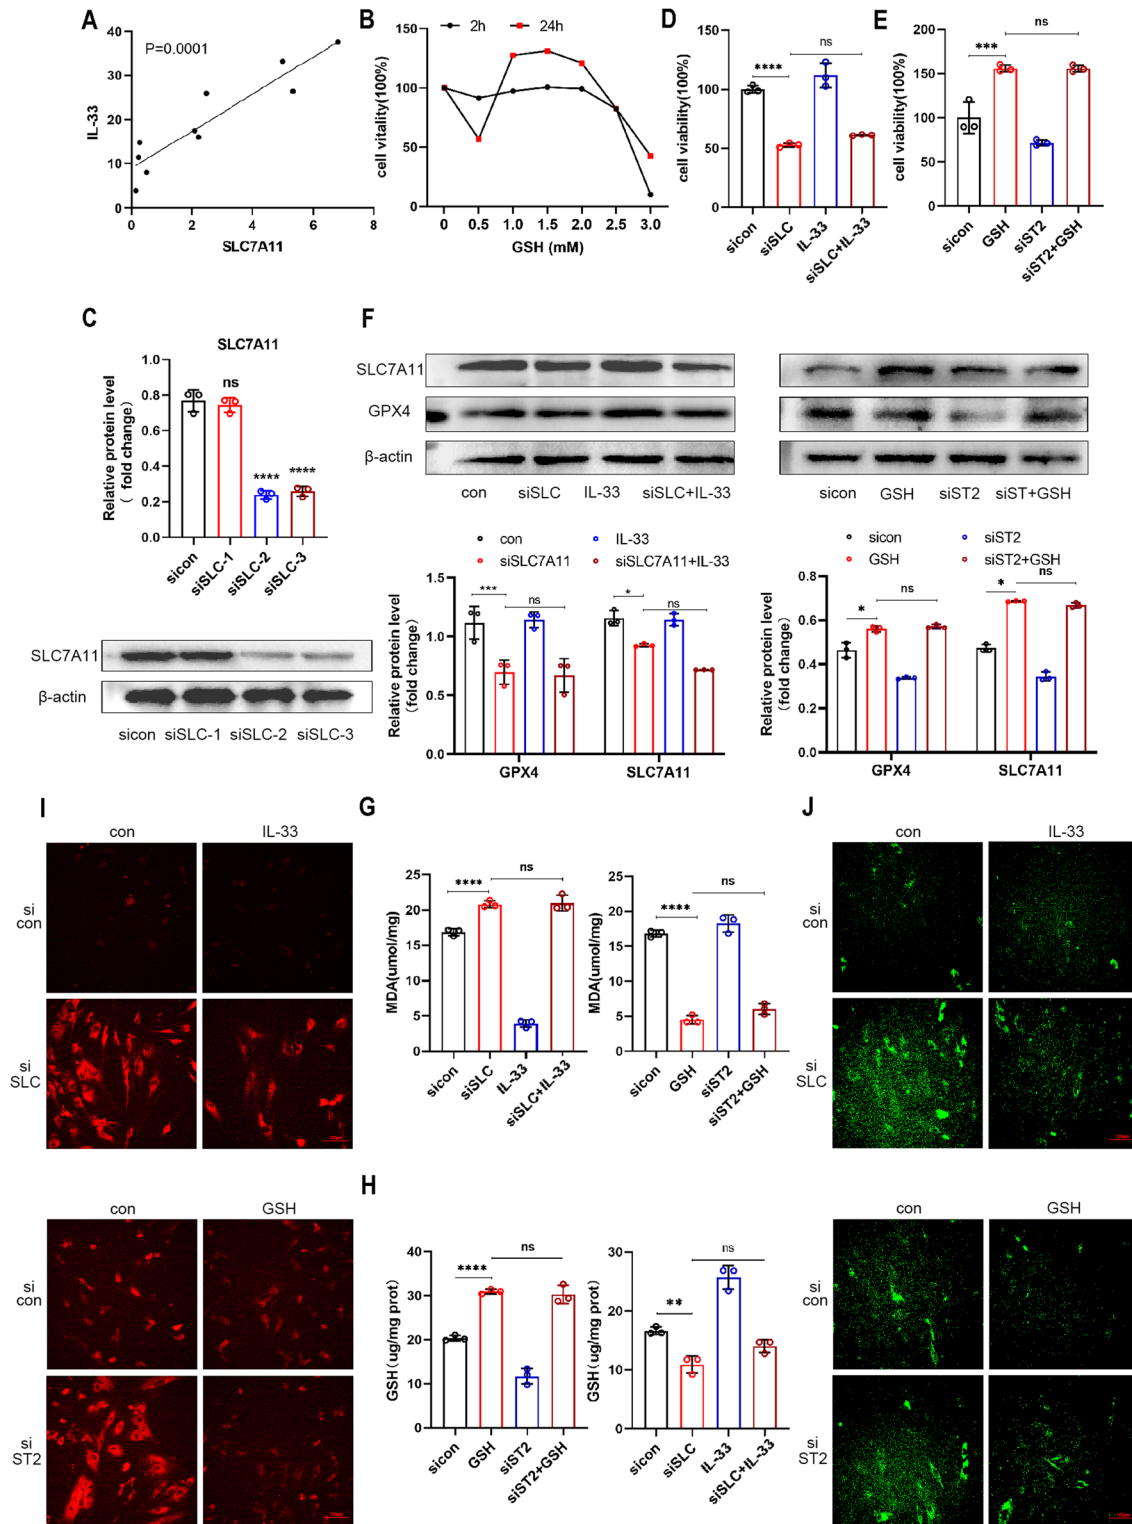 A
P=0.0001
IL-33
40
30
20
10
0
0 2 4 6 8
SLC7A11
B
2h 24h
cell vitality(100%)
150
100
50
0
0 0.5 1.0 1.5 2.0 2.5 3.0
GSH (mM)
D
ns
****
cell viability(100%)
150
100
50
0
sicon siSLC IL-33 siSLC+IL-33
E
ns
***
cell viability(100%)
200
150
100
50
0
sicon GSH siST2 siST2+GSH
C
SLC7A11
Relative protein level
( fold change)
1.0
0.8
0.6
0.4
0.2
0.0
ns
**** ****
sicon siSLC-1 siSLC-2 siSLC-3
SLC7A11
β-actin
sicon siSLC-1 siSLC-2 siSLC-3
F
SLC7A11
GPX4
β-actin
con siSLC IL-33 siSLC+IL-33
sicon GSH siST2 siST+GSH
con IL-33
siSLC7A11 siSLC7A11+IL-33
Relative protein level
(fold change)
1.5
1.0
0.5
0.0
*** ns * ns
GPX4 SLC7A11
sicon siST2
GSH siST2+GSH
Relative protein level
(fold change)
0.6
0.4
0.2
0.0
* ns * ns
GPX4 SLC7A11
I
con IL-33
si
con
si
SLC
con GSH
si
con
si
ST2
G
MDA(umol/mg)
25
20
15
10
5
0
**** ns
sicon siSLC IL-33 siSLC+IL-33
MDA(umol/mg)
25
20
15
10
5
0
**** ns
sicon GSH siST2 siST2+GSH
H
GSH(ug/mg prot)
40
30
20
10
0
**** ns
sicon GSH siST2 siST2+GSH
GSH(ug/mg prot)
30
20
10
0
** ns
sicon siSLC IL-33 siSLC+IL-33
J
con IL-33
si
con
si
SLC
con GSH
si
con
si
ST2